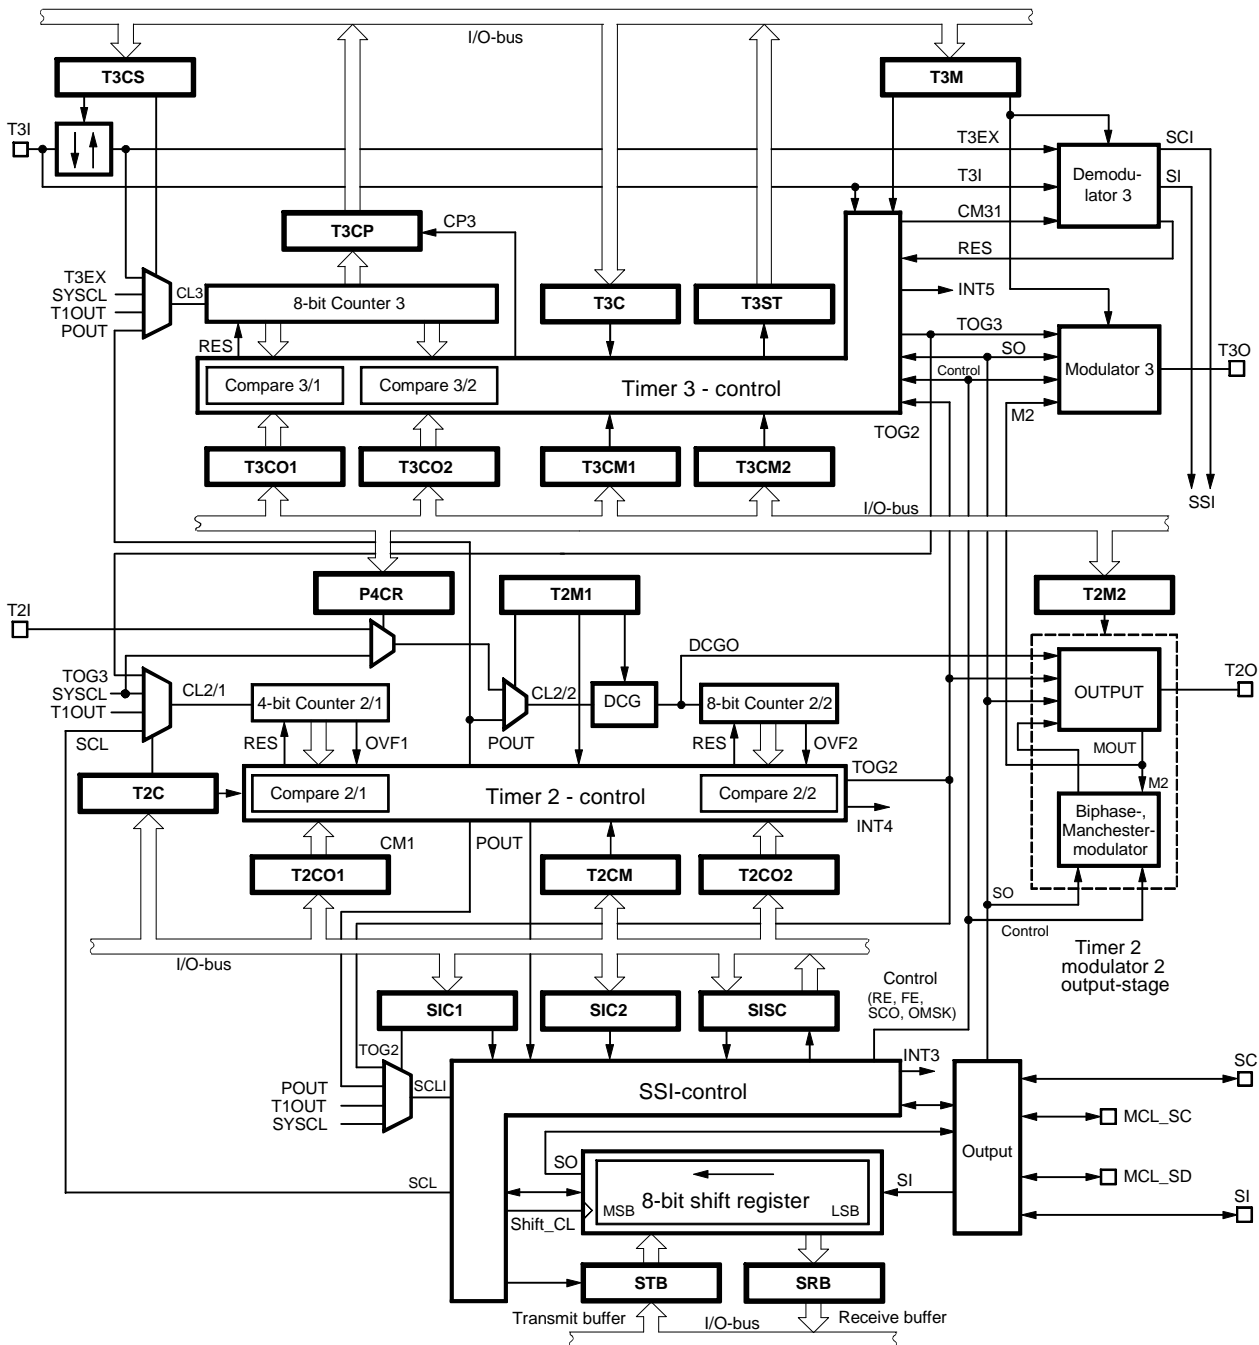 I/O-bus
T3CS
T3M
T3I
T3EX
SCI
T3I
SI
Demodu-
lator 3
T3CP
CP3
CM31
RES
T3EX
SYSCL
T1OUT
POUT
CL3
8-bit Counter 3
T3C
T3ST
INT5
RES
TOG3
SO
Control
M2
Modulator 3
T3O
Compare 3/1
Compare 3/2
Timer 3 - control
TOG2
T3CO1
T3CO2
T3CM1
T3CM2
SSI
I/O-bus
P4CR
T2M1
T2M2
T2I
DCGO
TOG3
SYSCL
T1OUT
SCL
CL2/1
4-bit Counter 2/1
CL2/2
DCG
8-bit Counter 2/2
OUTPUT
T2O
RES
OVF1
POUT
RES
OVF2
MOUT
T2C
Compare 2/1
Timer 2 - control
Compare 2/2
TOG2
M2
INT4
CM1
POUT
Biphase-,
Manchester-
modulator
T2CO1
T2CM
T2CO2
SO
Control
I/O-bus
Timer 2
modulator 2
output-stage
SIC1
SIC2
SISC
Control
(RE, FE,
SCO, OMSK)
TOG2
POUT
T1OUT
SYSCL
SCLI
SSI-control
INT3
SC
MCL_SC
Output
SO
SI
MCL_SD
SCL
8-bit shift register
MSB
LSB
Shift_CL
SI
STB
SRB
Transmit buffer
I/O-bus
Receive buffer